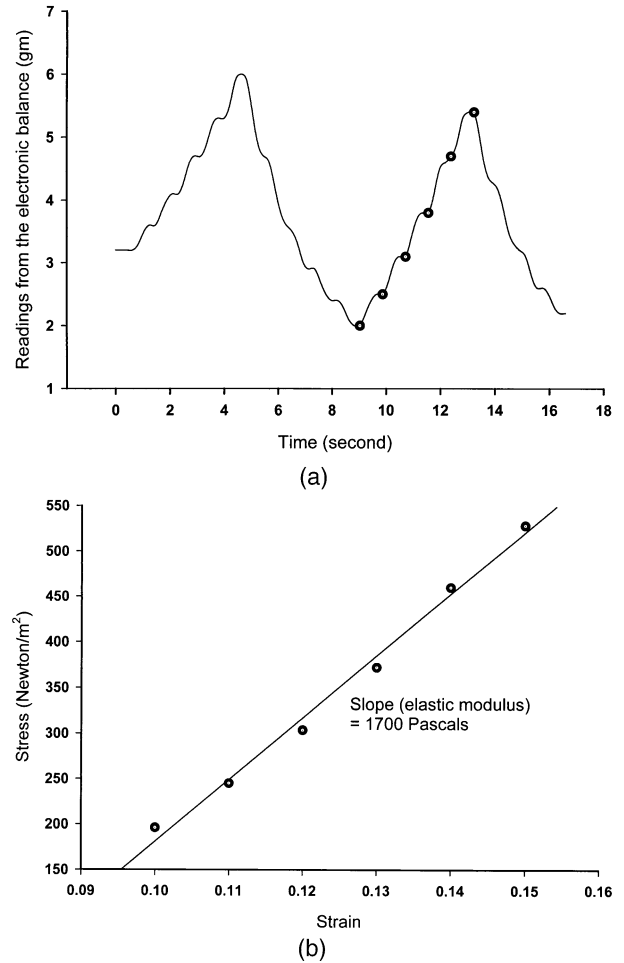 7
6
5
4
3
2
1
Readings from the electronic balance (gm)
0 2 4 6 8 10 12 14 16 18
Time (second)
(a)
550
500
450
400
350
300
250
200
150
Stress (Newton/m²)
Slope (elastic modulus)
= 1700 Pascals
0.09 0.10 0.11 0.12 0.13 0.14 0.15 0.16
Strain
(b)